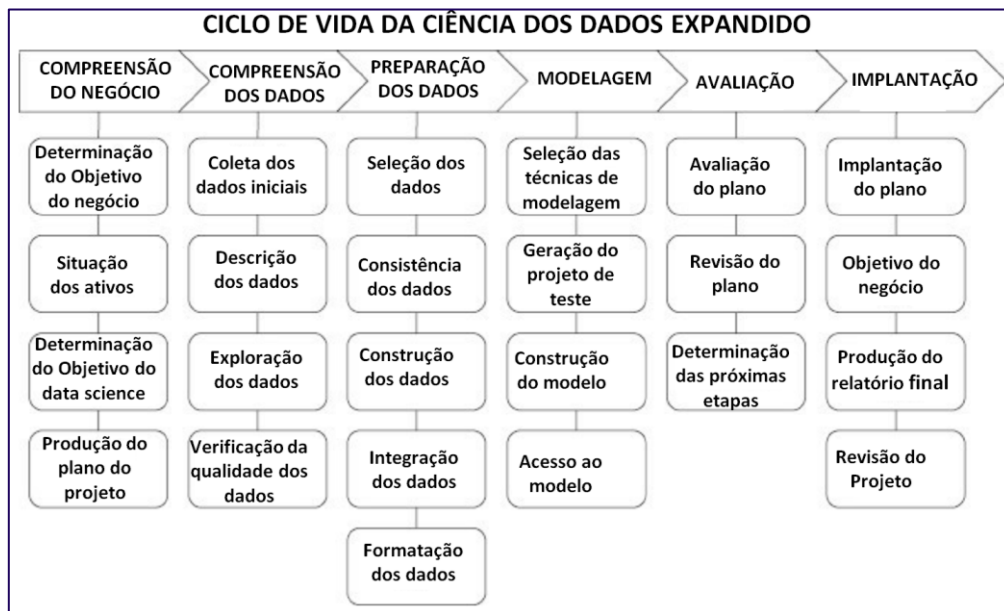 CICLO DE VIDA DA CIÊNCIA DOS DADOS EXPANDIDO
COMPREENSÃO
DO NEGÓCIO
COMPREENSÃO
DOS DADOS
PREPARAÇÃO
DOS DADOS
MODELAGEM
AVALIAÇÃO
IMPLANTAÇÃO
Determinação
do Objetivo
do negócio
Situação
dos ativos
Determinação
do Objetivo do
data science
Produção do
plano do
projeto
Coleta dos
dados iniciais
Descrição
dos dados
Exploração
dos dados
Verificação da
qualidade dos
dados
Seleção dos
dados
Consistência
dos dados
Construção
dos dados
Integração
dos dados
Formatação
dos dados
Seleção das
técnicas de
modelagem
Geração do
projeto de
teste
Construção
do modelo
Acesso ao
modelo
Avaliação
do plano
Revisão do
plano
Determinação
das próximas
etapas
Implantação
do plano
Objetivo do
negócio
Produção do
relatório final
Revisão do
Projeto